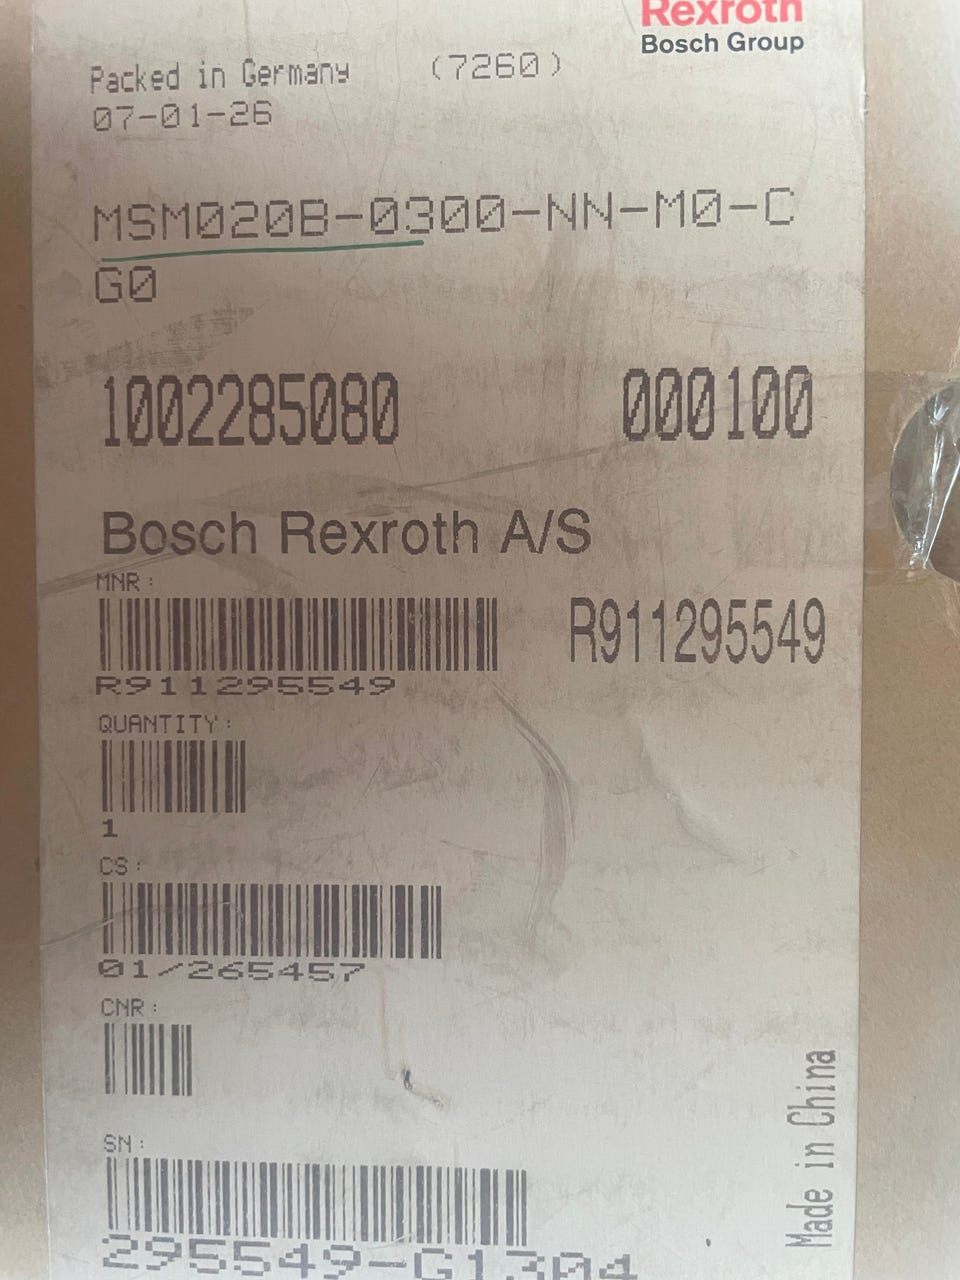 Rexroth
Bosch Group
Packed in Germany (7260)
07-01-26
MSM020B-0300-NN-M0-C
G0
1002285080 000100
Bosch Rexroth A/S
MNR:
R911295549
R911295549
QUANTITY:
1
CS:
01/265457
CNR:
SN:
295549-G1304
Made in China